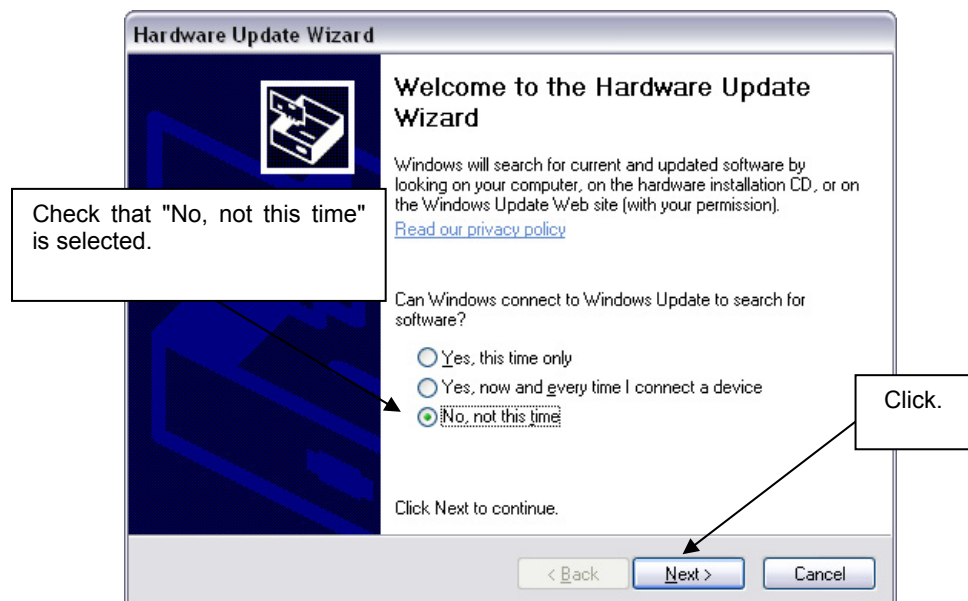 Hardware Update Wizard
Welcome to the Hardware Update
Wizard
Windows will search for current and updated software by
looking on your computer, on the hardware installation CD, or on
the Windows Update Web site (with your permission).
Read our privacy policy
Check that "No, not this time"
is selected.
Can Windows connect to Windows Update to search for
software?
Yes, this time only
Yes, now and every time I connect a device
No, not this time
Click.
Click Next to continue.
< Back
Next >
Cancel